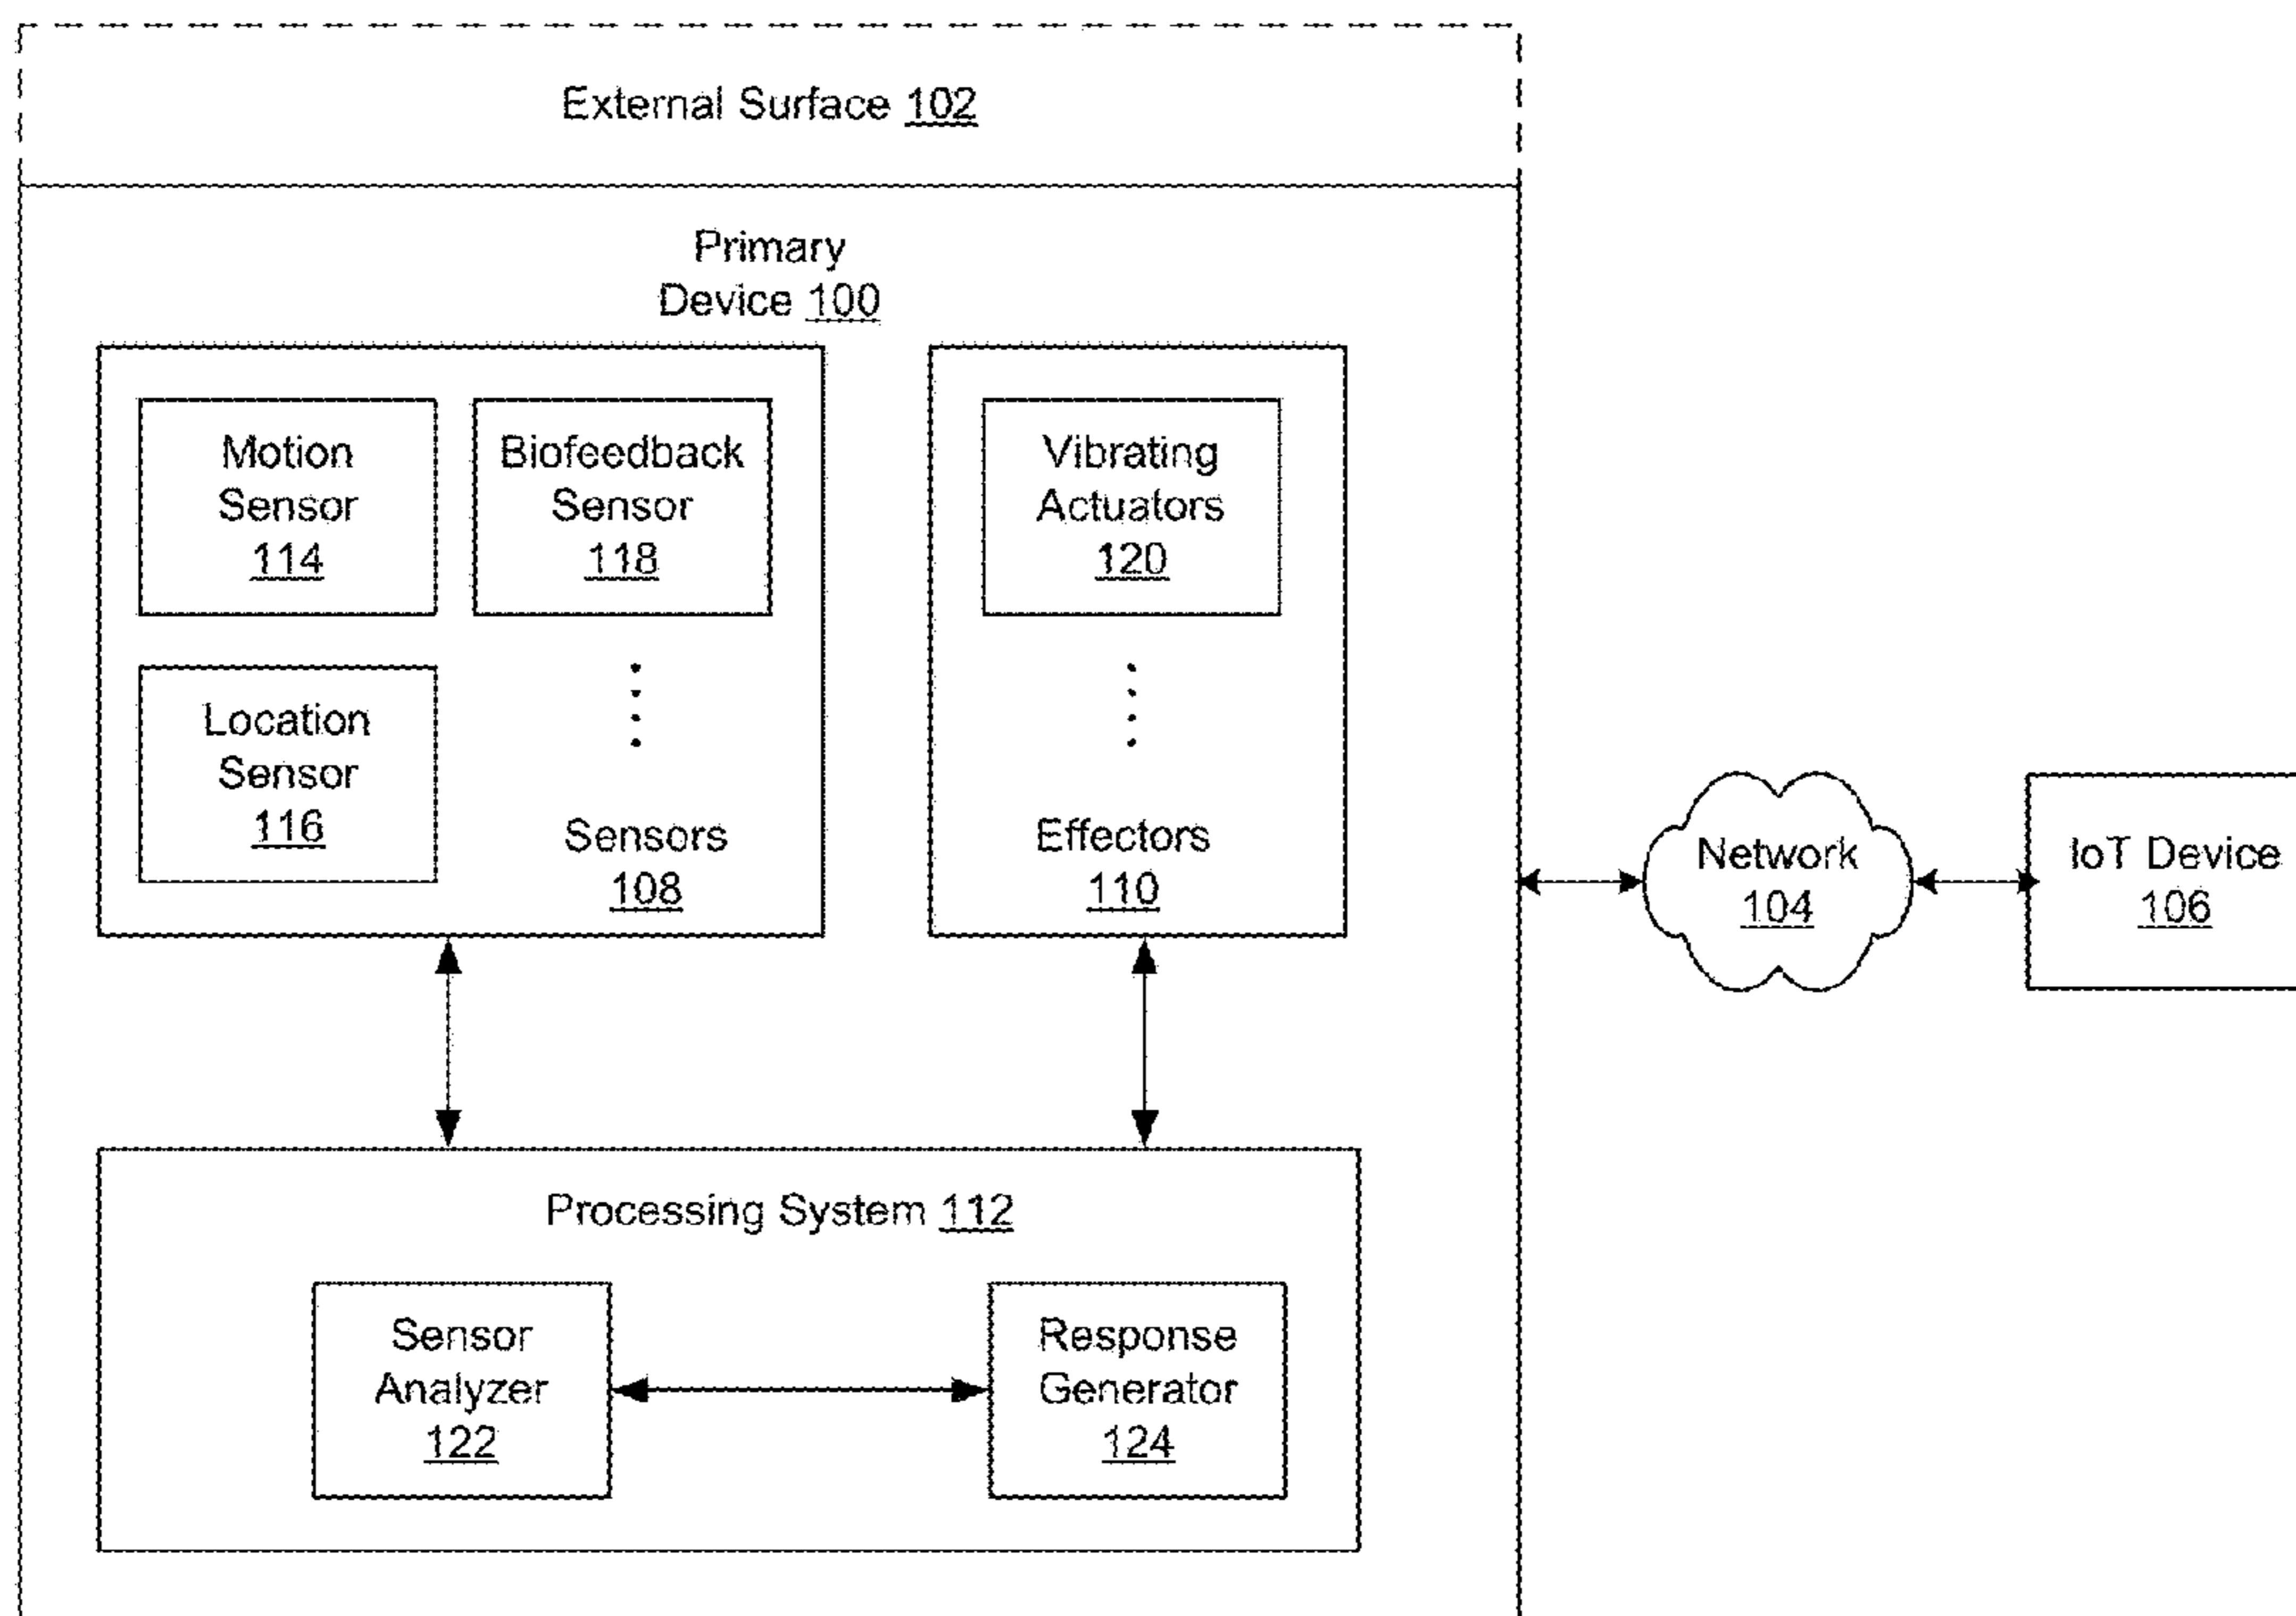 External Surface 102
Primary
Device 100
Motion
Sensor
114
Biofeedback
Sensor
118
Location
Sensor
116
Sensors
108
Vibrating
Actuators
120
Effectors
110
Network
104
IoT Device
106
Processing System 112
Sensor
Analyzer
122
Response
Generator
124